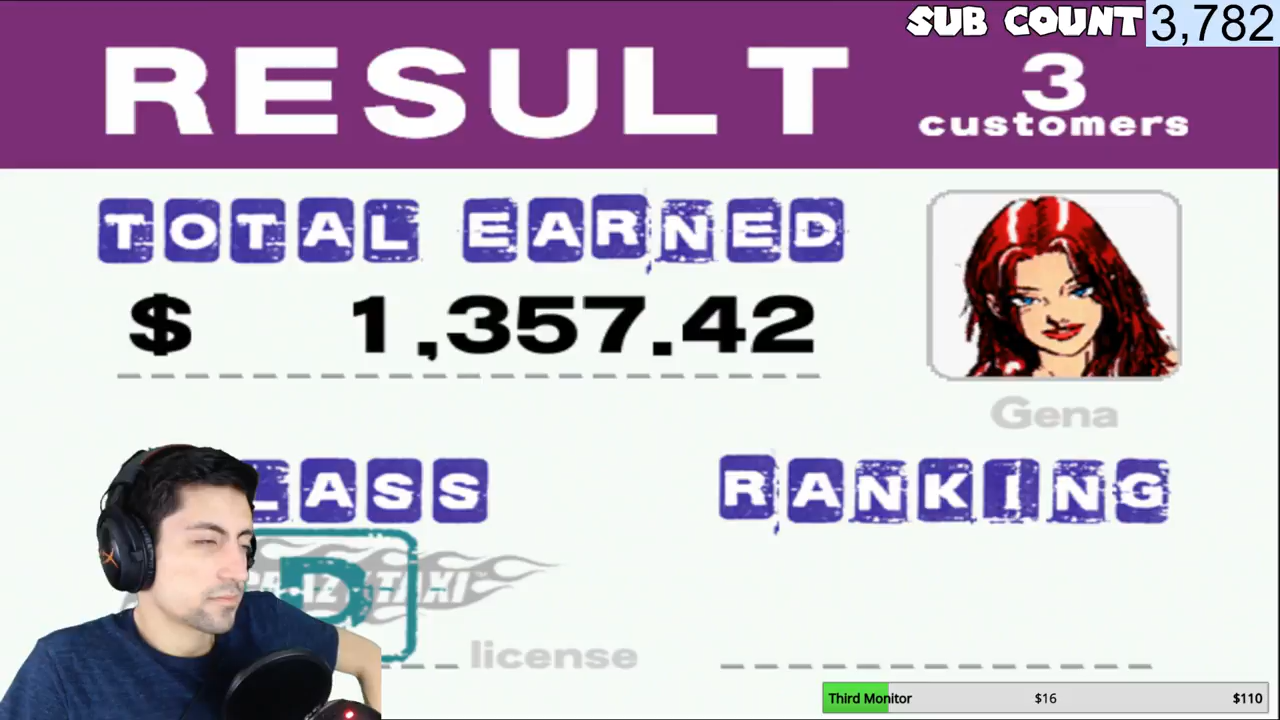 SUB COUNT 3,782
RESULT
3
customers
TOTAL EARNED
$ 1,357.42
Gena
LASS
RANKING
D
license
Third Monitor $16 $110